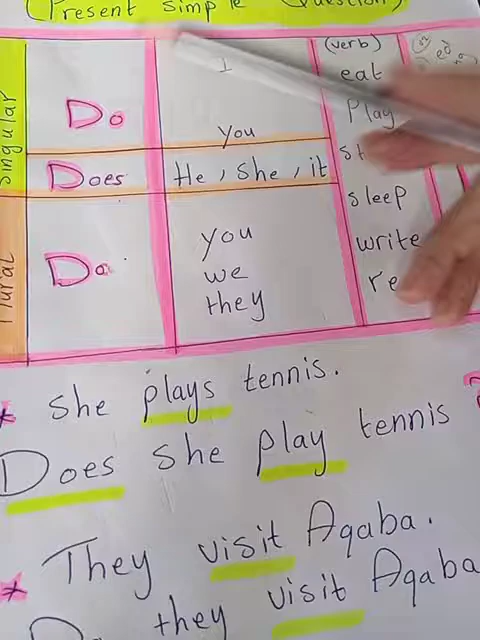 (Present Simple Question)
Singular
Do
I
you
Does
He, she, it
Plural
Do
you
we
they
(verb)
eat
Play
sleep
write
She plays tennis.
Does she play tennis
They visit Aqaba.
Do they visit Aqaba